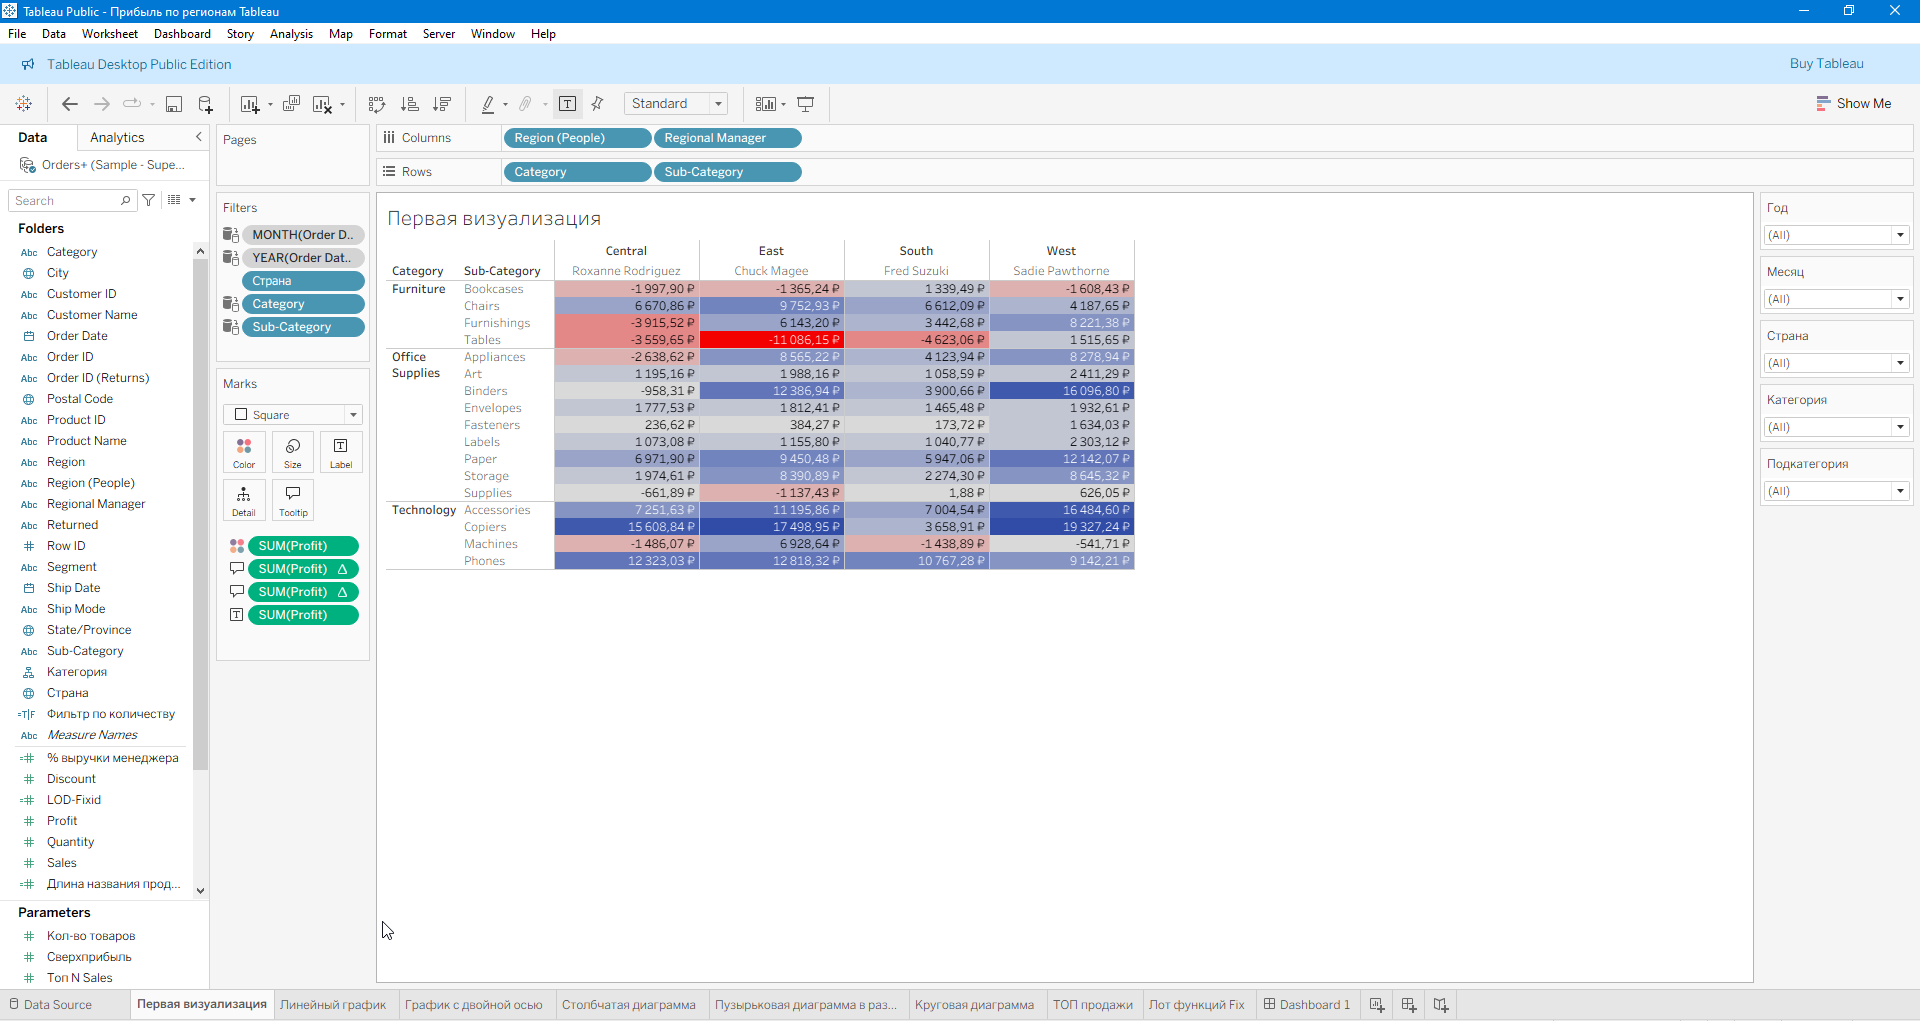 Tableau Public - Прибыль по регионам Tableau
File Data Worksheet Dashboard Story Analysis Map Format Server Window Help
Tableau Desktop Public Edition Buy Tableau
Standard Show Me
Data Analytics
Orders+ (Sample - Supe...
Search
Folders
Abc Category
City
Abc Customer ID
Abc Customer Name
Order Date
Abc Order ID
Abc Order ID (Returns)
Postal Code
Abc Product ID
Abc Product Name
Abc Region
Abc Region (People)
Abc Regional Manager
Abc Returned
# Row ID
Abc Segment
Ship Date
Abc Ship Mode
State/Province
Abc Sub-Category
Категория
Страна
=T|F Фильтр по количеству
Abc Measure Names
=# % выручки менеджера
# Discount
=# LOD-Fixid
# Profit
# Quantity
# Sales
=# Длина названия прод...
Parameters
# Кол-во товаров
# Сверхприбыль
# Топ N Sales
Pages
Filters
MONTH(Order D..
YEAR(Order Dat..
Страна
Category
Sub-Category
Marks
Square
Color Size Label
Detail Tooltip
SUM(Profit)
SUM(Profit) Δ
SUM(Profit) Δ
SUM(Profit)
Columns Region (People) Regional Manager
Rows Category Sub-Category
Первая визуализация
Central East South West
Category Sub-Category Roxanne Rodriguez Chuck Magee Fred Suzuki Sadie Pawthorne
Furniture Bookcases -1 997,90 ₽ -1 365,24 ₽ 1 339,49 ₽ -1 608,43 ₽
Chairs 6 670,86 ₽ 9 752,93 ₽ 6 612,09 ₽ 4 187,65 ₽
Furnishings -3 915,52 ₽ 6 143,20 ₽ 3 442,68 ₽ 8 221,38 ₽
Tables -3 559,65 ₽ -11 086,15 ₽ -4 623,06 ₽ 1 515,65 ₽
Office Appliances -2 638,62 ₽ 8 565,22 ₽ 4 123,94 ₽ 8 278,94 ₽
Supplies Art 1 195,16 ₽ 1 988,16 ₽ 1 058,59 ₽ 2 411,29 ₽
Binders -958,31 ₽ 12 386,94 ₽ 3 900,66 ₽ 16 096,80 ₽
Envelopes 1 777,53 ₽ 1 812,41 ₽ 1 465,48 ₽ 1 932,61 ₽
Fasteners 236,62 ₽ 384,27 ₽ 173,72 ₽ 1 634,03 ₽
Labels 1 073,08 ₽ 1 155,80 ₽ 1 040,77 ₽ 2 303,12 ₽
Paper 6 971,90 ₽ 9 450,48 ₽ 5 947,06 ₽ 12 142,07 ₽
Storage 1 974,61 ₽ 8 390,89 ₽ 2 274,30 ₽ 8 645,32 ₽
Supplies -661,89 ₽ -1 137,43 ₽ 1,88 ₽ 626,05 ₽
Technology Accessories 7 251,63 ₽ 11 195,86 ₽ 7 004,54 ₽ 16 484,60 ₽
Copiers 15 608,84 ₽ 17 498,95 ₽ 3 658,91 ₽ 19 327,24 ₽
Machines -1 486,07 ₽ 6 928,64 ₽ -1 438,89 ₽ -541,71 ₽
Phones 12 323,03 ₽ 12 818,32 ₽ 10 767,28 ₽ 9 142,21 ₽
Год
(All)
Месяц
(All)
Страна
(All)
Категория
(All)
Подкатегория
(All)
Data Source Первая визуализация Линейный график График с двойной осью Столбчатая диаграмма Пузырьковая диаграмма в раз... Круговая диаграмма ТОП продажи Лот функций Fix Dashboard 1